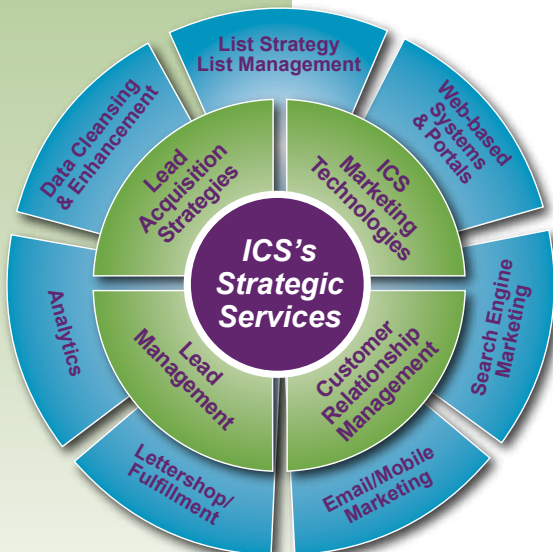 List Strategy
List Management
Web-based
Systems
& Portals
Search Engine
Marketing
Email/Mobile
Marketing
Lettershop/
Fulfillment
Analytics
Data Cleansing
& Enhancement
Lead
Acquisition
Strategies
ICS
Marketing
Technologies
Customer
Relationship
Management
Lead
Management
ICS's
Strategic
Services